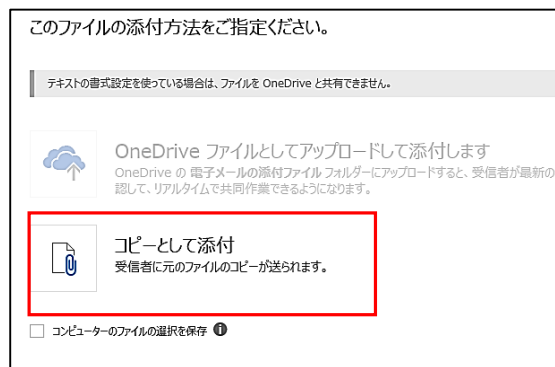 このファイルの添付方法をご指定ください。
テキストの書式設定を使っている場合は、ファイルを OneDrive と共有できません。
OneDrive ファイルとしてアップロードして添付します
OneDrive の 電子メールの添付ファイル フォルダーにアップロードすると、受信者が最新の
認して、リアルタイムで共同作業できるようになります。
コピーとして添付
受信者に元のファイルのコピーが送られます。
コンピューターのファイルの選択を保存